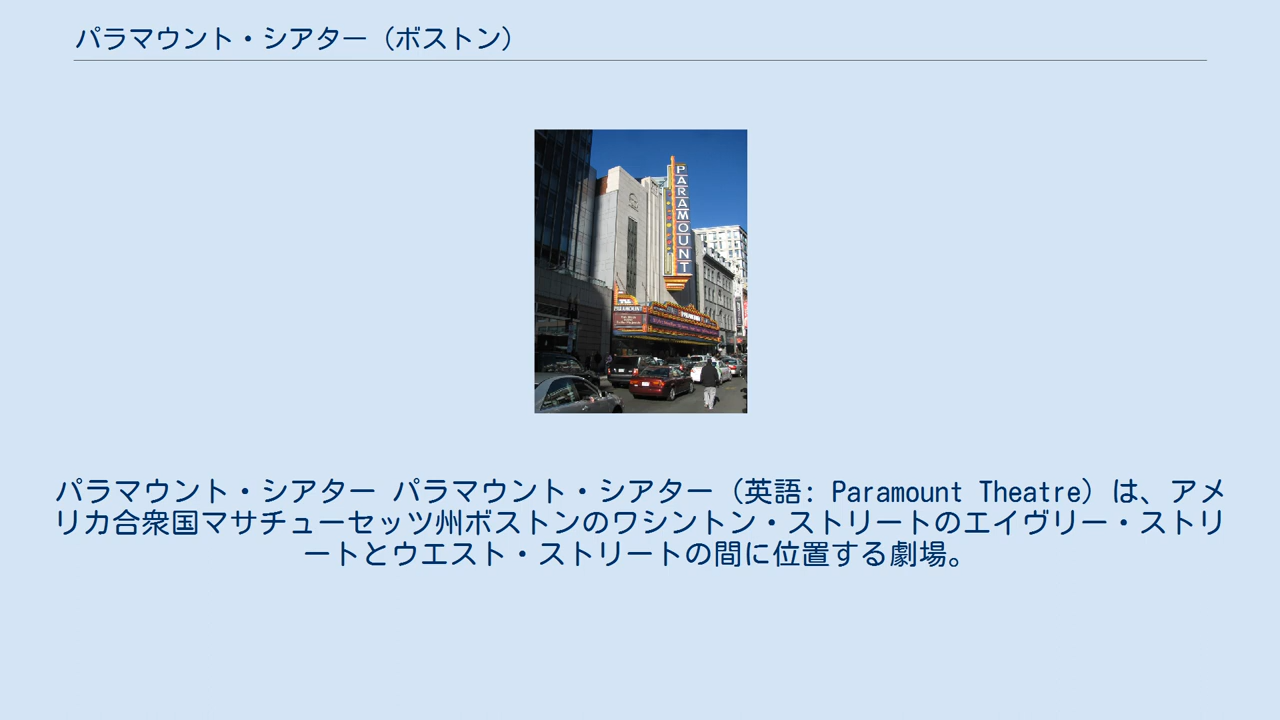 パラマウント・シアター（ボストン）
PARAMOUNT
PARAMOUNT
パラマウント・シアター パラマウント・シアター（英語: Paramount Theatre）は、アメ
リカ合衆国マサチューセッツ州ボストンのワシントン・ストリートのエイヴリー・ストリ
ートとウエスト・ストリートの間に位置する劇場。